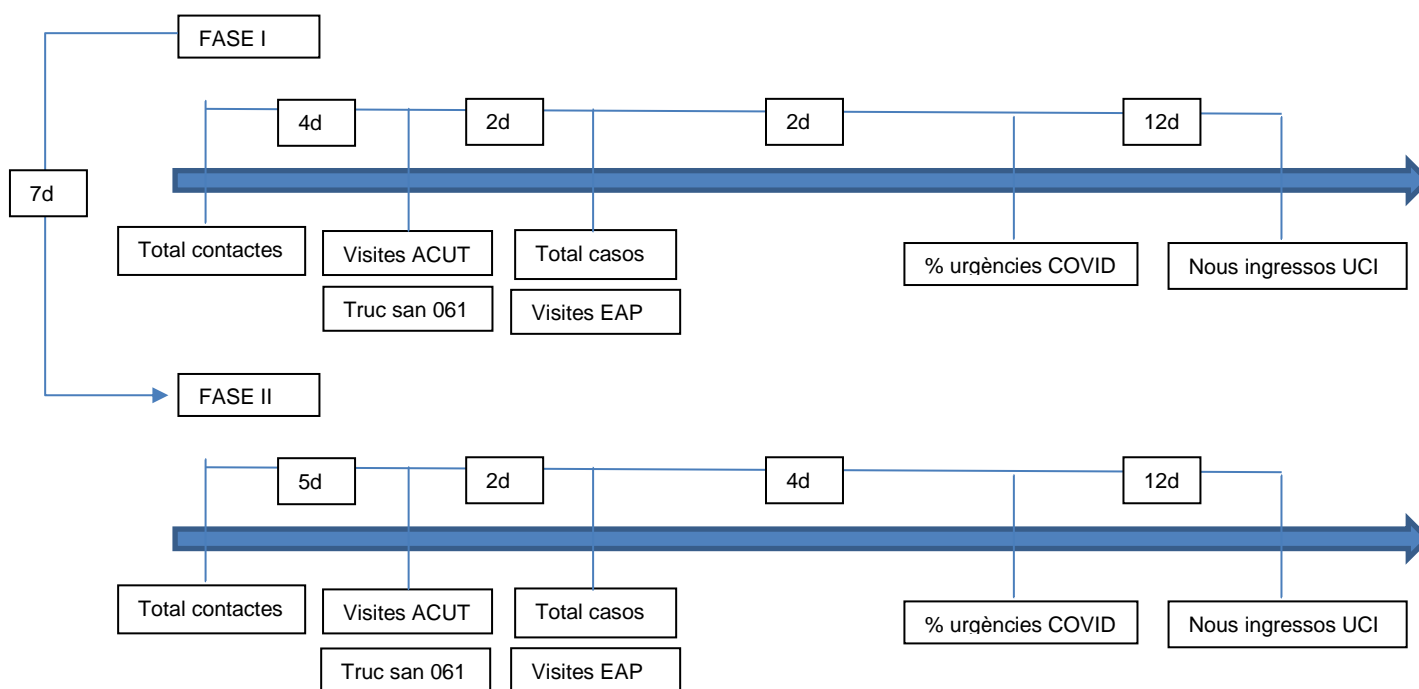 FASE I
4d
2d
2d
12d
7d
Total contactes
Visites ACUT
Total casos
% urgències COVID
Nous ingressos UCI
Truc san 061
Visites EAP
FASE II
5d
2d
4d
12d
Total contactes
Visites ACUT
Total casos
% urgències COVID
Nous ingressos UCI
Truc san 061
Visites EAP